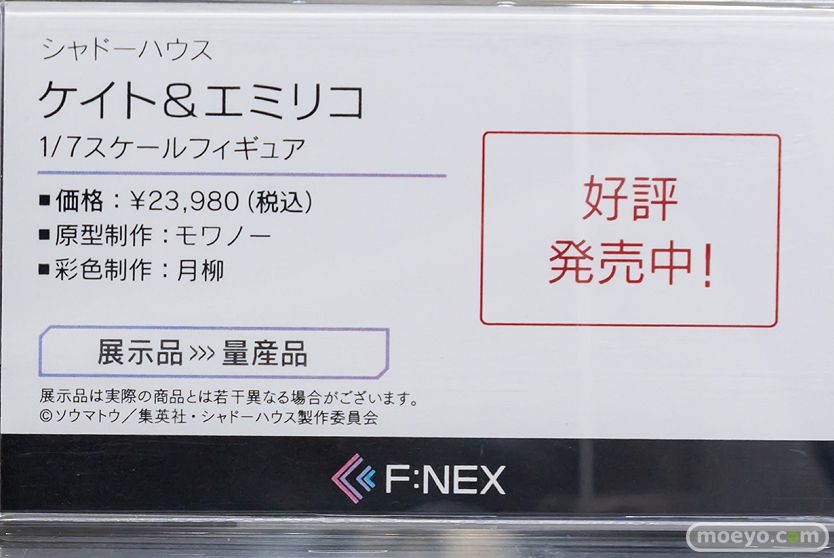 シャドーハウス
ケイト&エミリコ
1/7スケールフィギュア
■価格：¥23,980(税込)
■原型制作：モワノー
■彩色制作：月柳
好評
発売中!
展示品>>>量産品
展示品は実際の商品とは若干異なる場合がございます。
©ソウマトウ／集英社・シャドーハウス製作委員会
F:NEX
moeyo.com